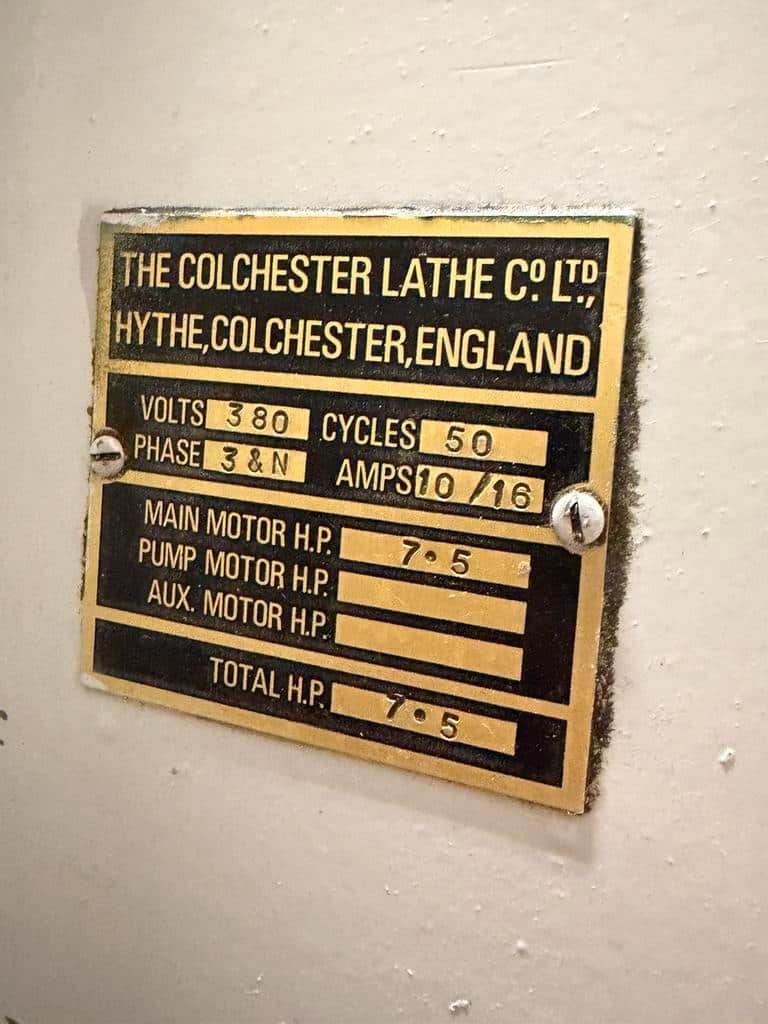 THE COLCHESTER LATHE Cº LTD.,
HYTHE, COLCHESTER, ENGLAND
VOLTS 380 CYCLES 50
PHASE 3 & N AMPS 10 / 16
MAIN MOTOR H.P. 7.5
PUMP MOTOR H.P.
AUX. MOTOR H.P.
TOTAL H.P. 7.5